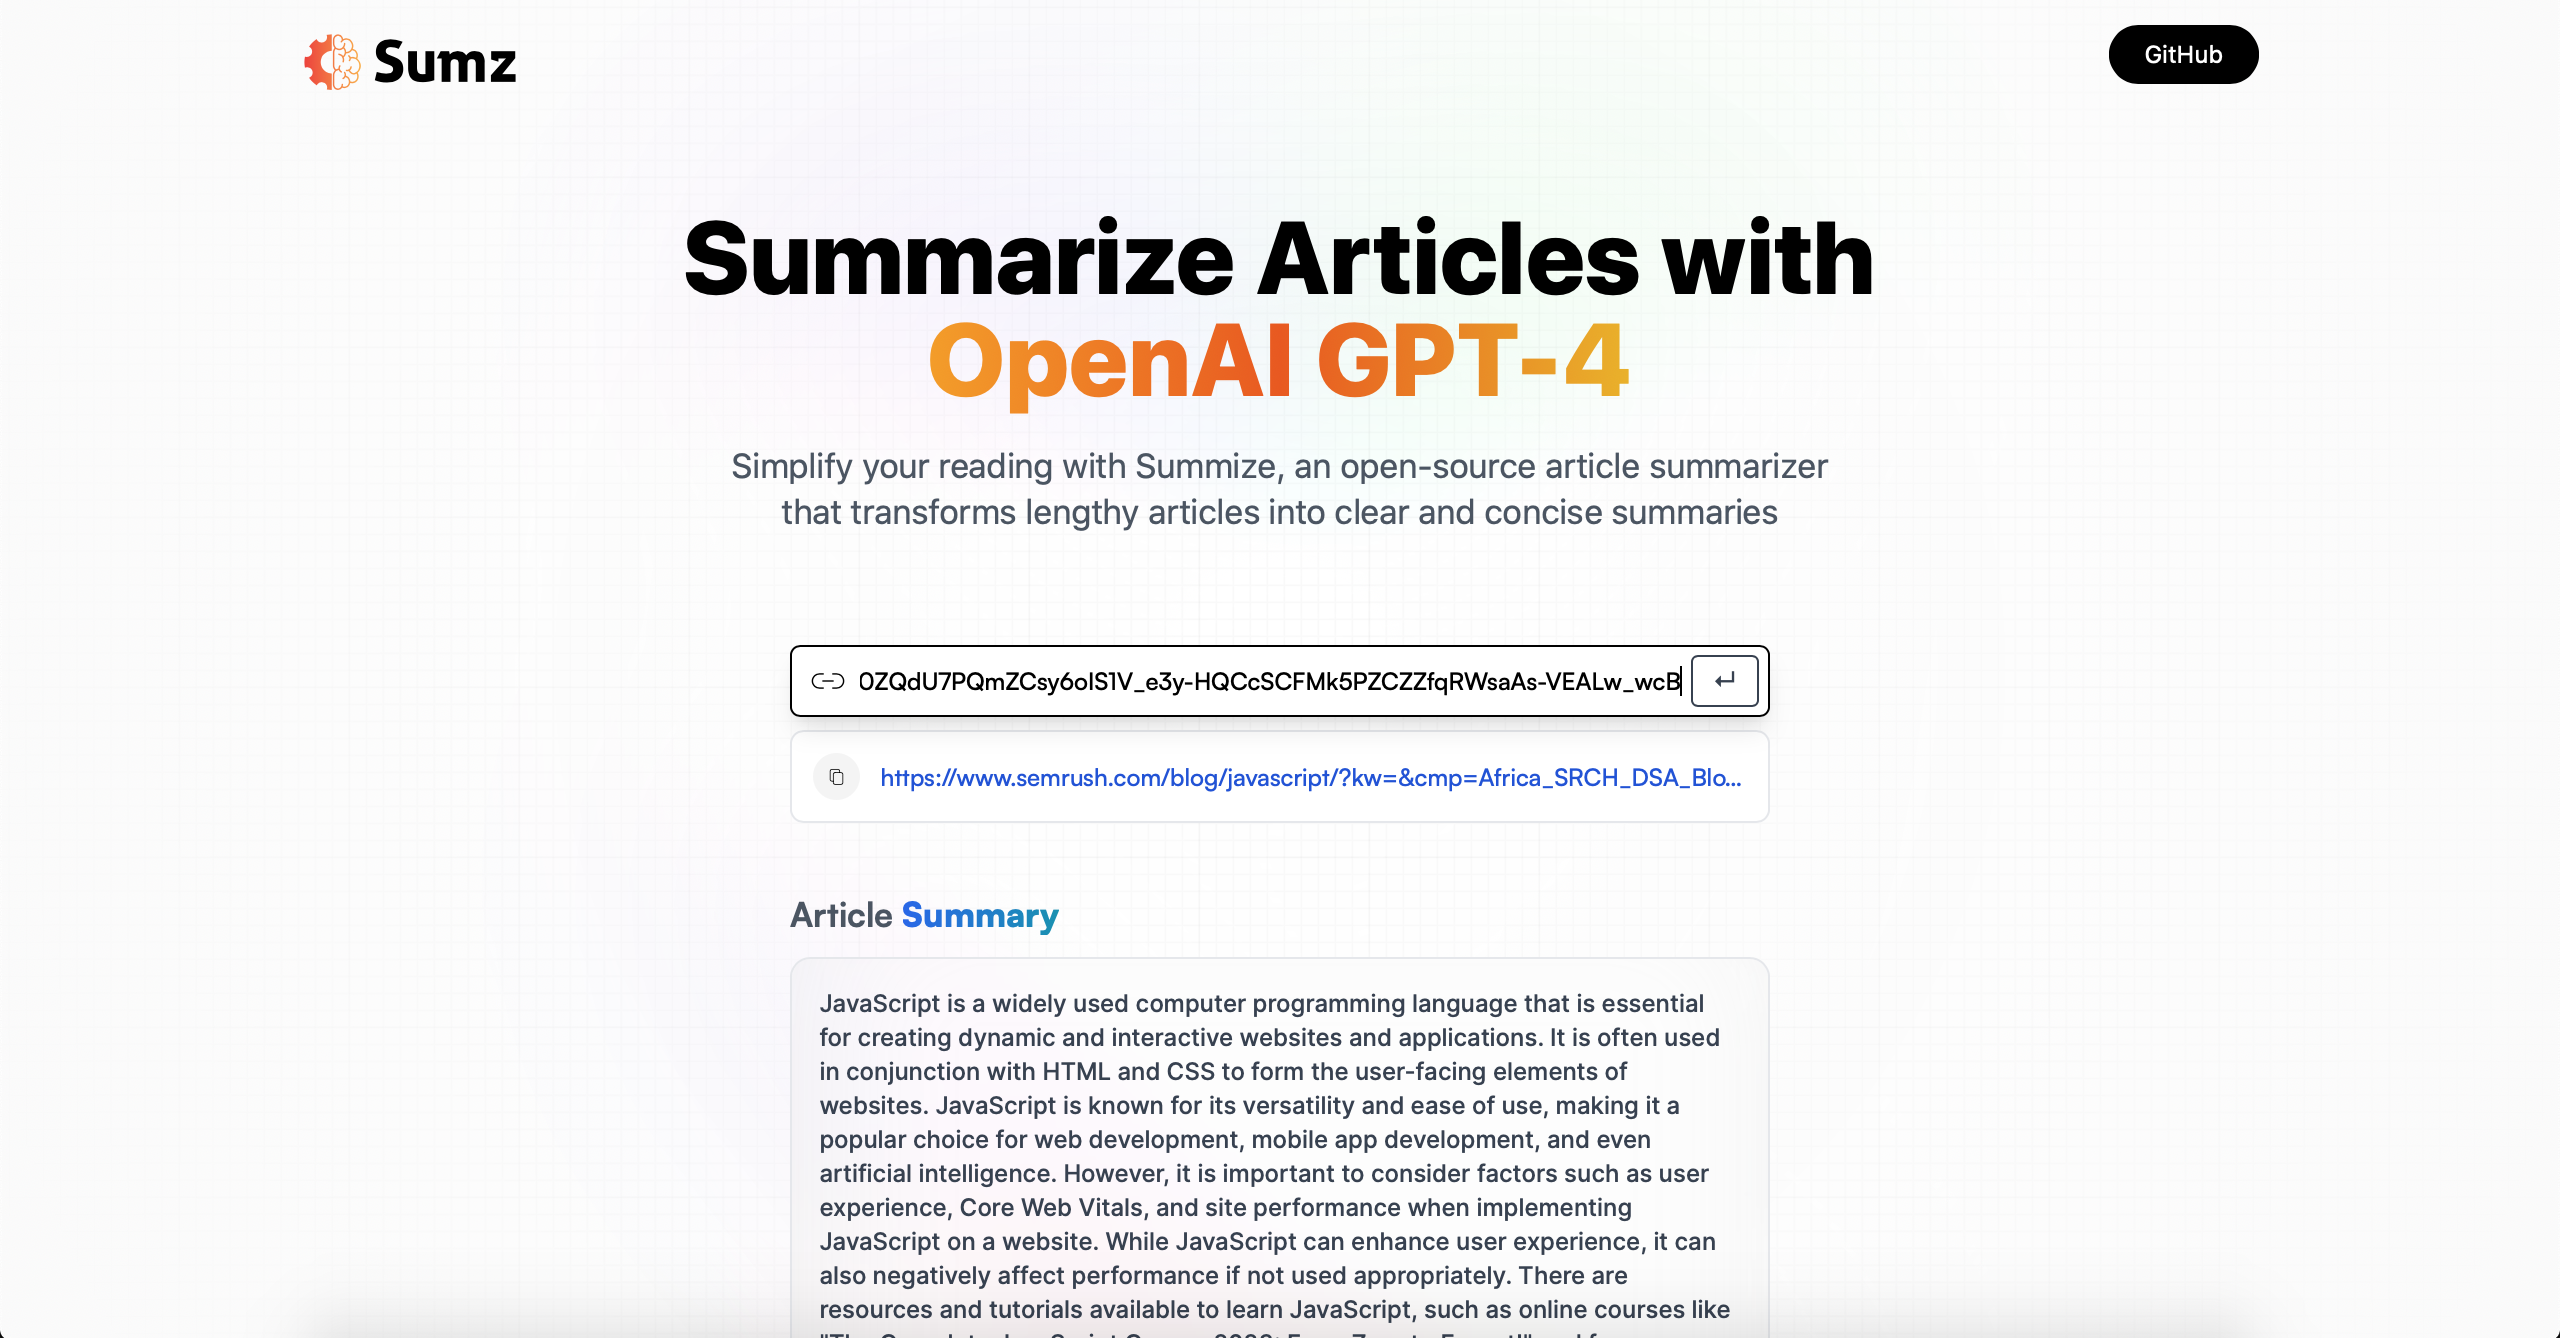 Sumz
GitHub
Summarize Articles with
OpenAI GPT-4
Simplify your reading with Summize, an open-source article summarizer
that transforms lengthy articles into clear and concise summaries
0ZQdU7PQmZCsy6oIS1V_e3y-HQCcSCFMk5PZCZZfqRWsaAs-VEALw_wcB
https://www.semrush.com/blog/javascript/?kw=&cmp=Africa_SRCH_DSA_Blo...
Article Summary
JavaScript is a widely used computer programming language that is essential
for creating dynamic and interactive websites and applications. It is often used
in conjunction with HTML and CSS to form the user-facing elements of
websites. JavaScript is known for its versatility and ease of use, making it a
popular choice for web development, mobile app development, and even
artificial intelligence. However, it is important to consider factors such as user
experience, Core Web Vitals, and site performance when implementing
JavaScript on a website. While JavaScript can enhance user experience, it can
also negatively affect performance if not used appropriately. There are
resources and tutorials available to learn JavaScript, such as online courses like